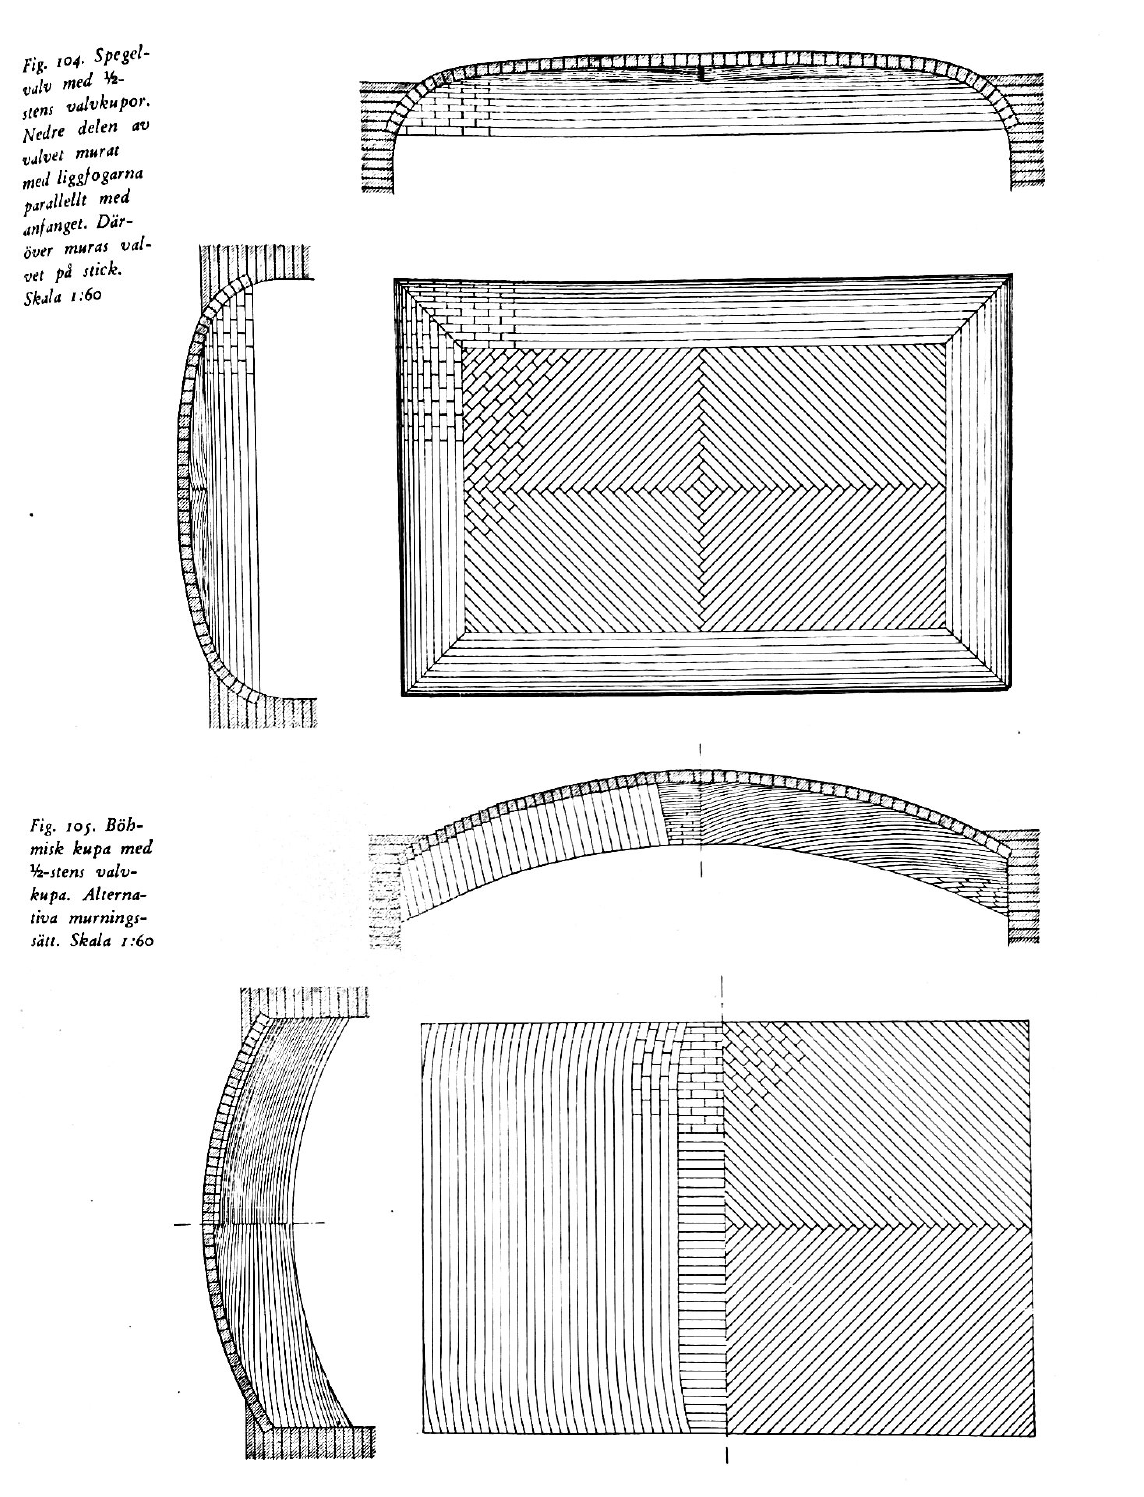 Fig. 104. Spegel-
valv med ½-
stens valvkupor.
Nedre delen av
valvet murat
med liggfogarna
parallellt med
anfanget. Där-
över muras val-
vet på stick.
Skala 1:60
Fig. 105. Böh-
misk kupa med
½-stens valv-
kupa. Alterna-
tiva murnings-
sätt. Skala 1:60